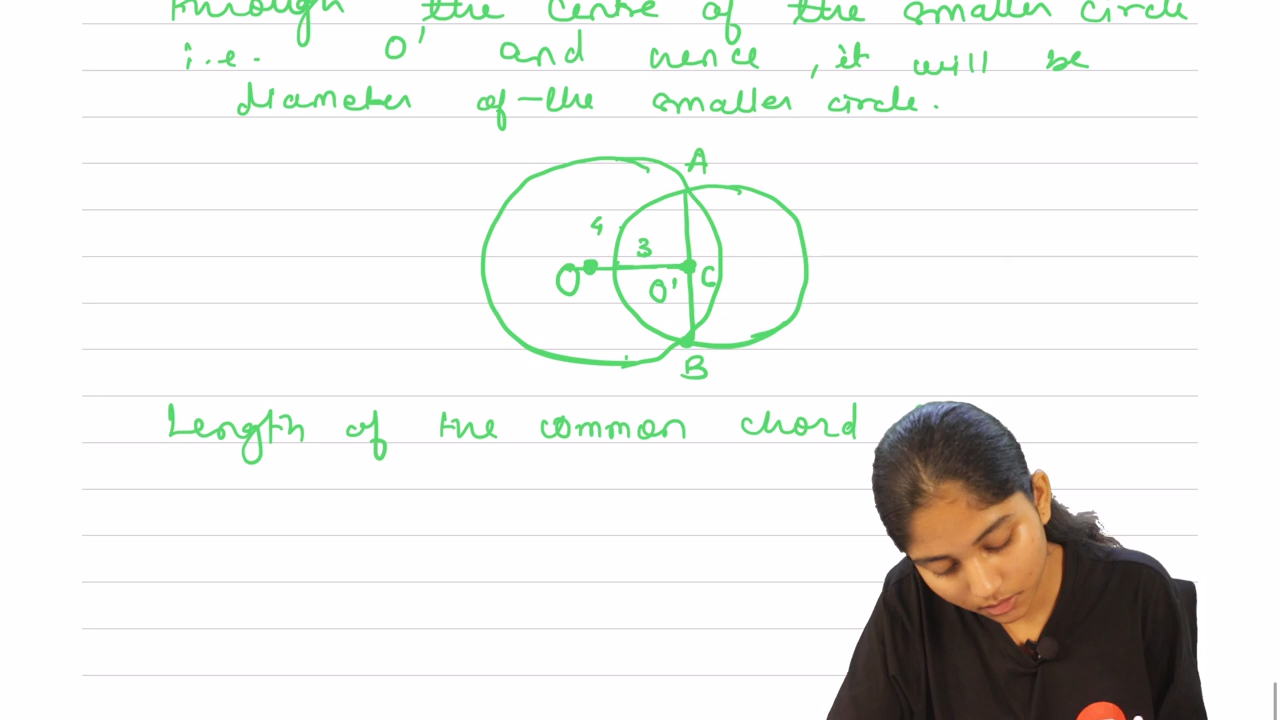 through the centre of the smaller circle
i.e. O' and hence, it will be
diameter of the smaller circle.
A
4
3
O
O'
C
B
Length of the common chord